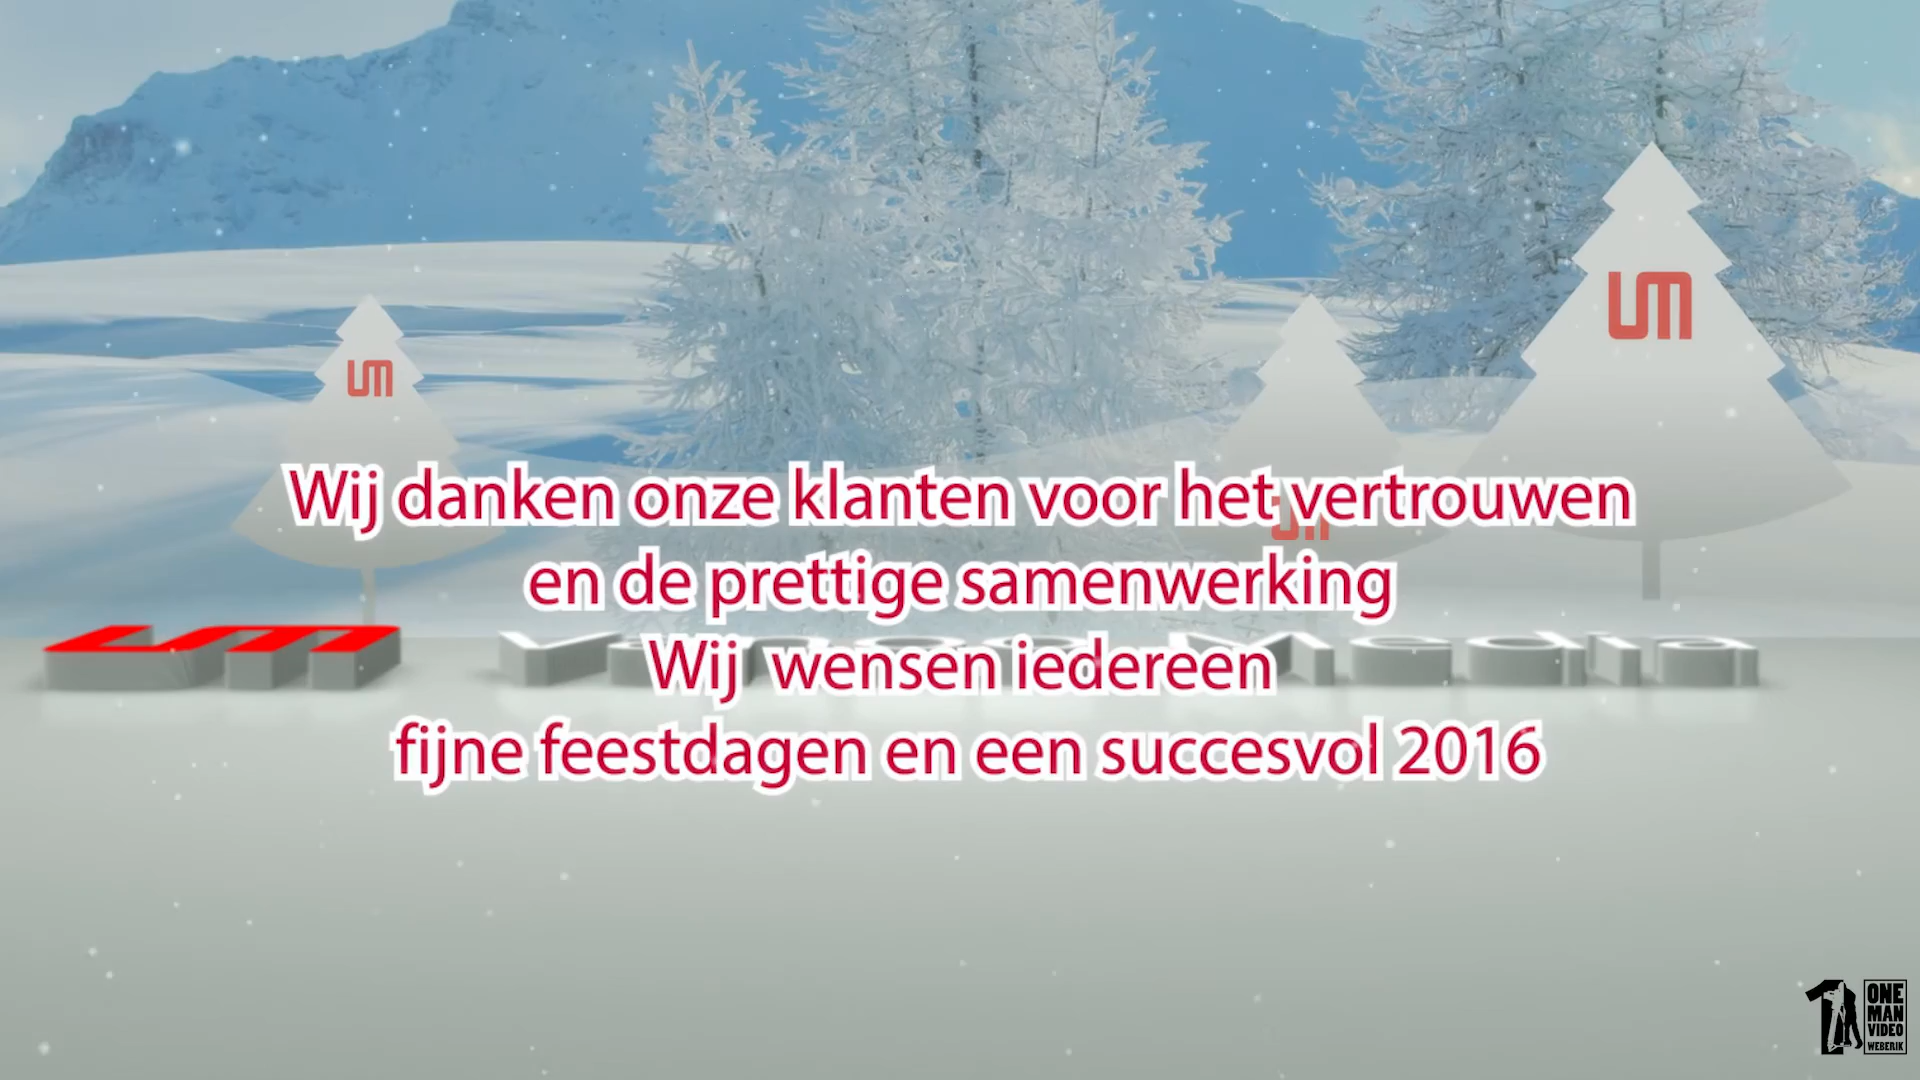 Wij danken onze klanten voor het vertrouwen
en de prettige samenwerking
Wij wensen iedereen
fijne feestdagen en een succesvol 2016
Media
ONE
MAN
VIDEO
WEBERIK